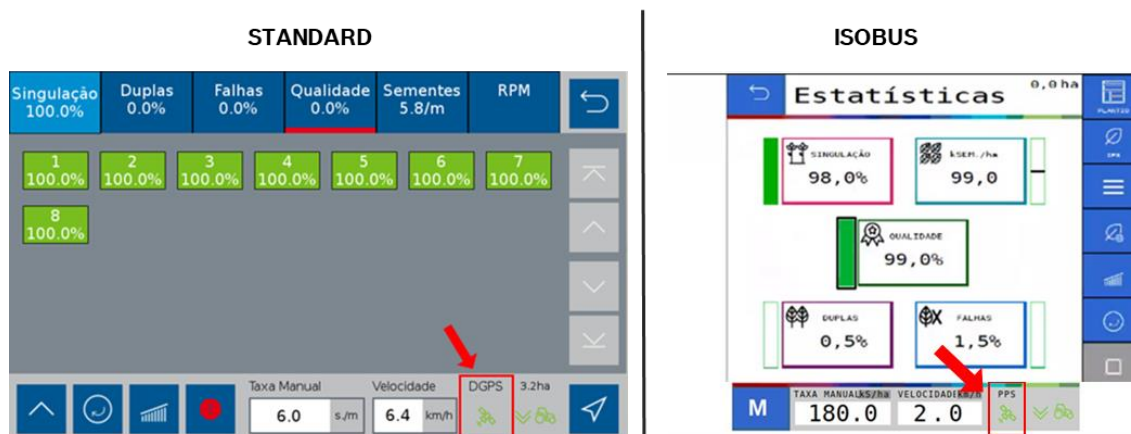 STANDARD
ISOBUS
Singulação
100.0%
Duplas
0.0%
Falhas
0.0%
Qualidade
0.0%
Sementes
5.8/m
RPM
1
100.0%
2
100.0%
3
100.0%
4
100.0%
5
100.0%
6
100.0%
7
100.0%
8
100.0%
Taxa Manual
6.0 s./m
Velocidade
6.4 km/h
DGPS
3.2ha
Estatísticas
0,0 ha
PLANTIO
SINGULAÇÃO
98,0%
kSEM./ha
99,0
QUALIDADE
99,0%
DUPLAS
0,5%
FALHAS
1,5%
M
TAXA MANUAL kS/ha
180.0
VELOCIDADE km/h
2.0
PPS